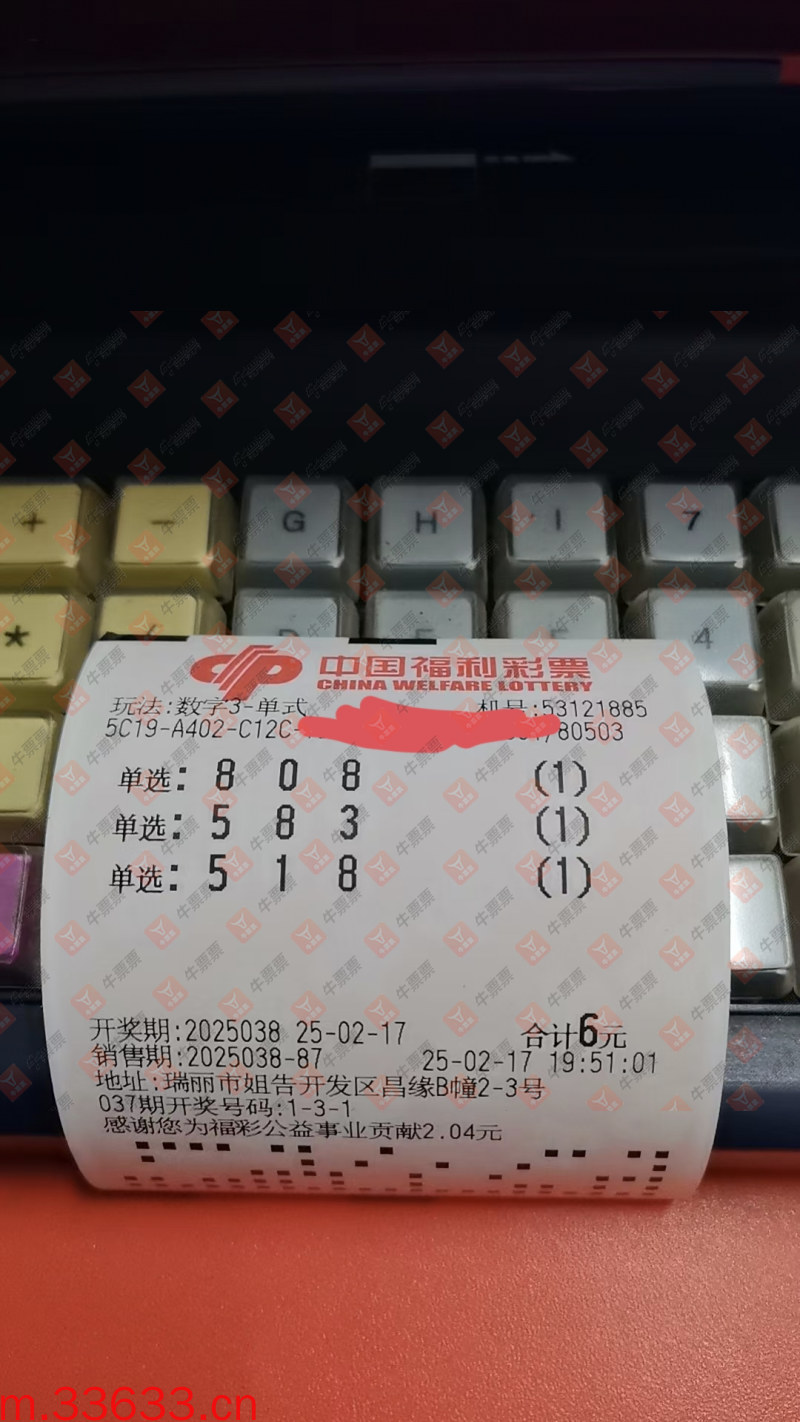 + - G H I 7
* 4
中国福利彩票
CHINA WELFARE LOTTERY
玩法:数字3-单式 机号:53121885
5C19-A402-C12C- /80503
单选: 8 0 8 (1)
单选: 5 8 3 (1)
单选: 5 1 8 (1)
开奖期:2025038 25-02-17 合计6元
销售期:2025038-87 25-02-17 19:51:01
地址:瑞丽市姐告开发区昌缘B幢2-3号
037期开奖号码:1-3-1
感谢您为福彩公益事业贡献2.04元
牛票票
m.33633.cn